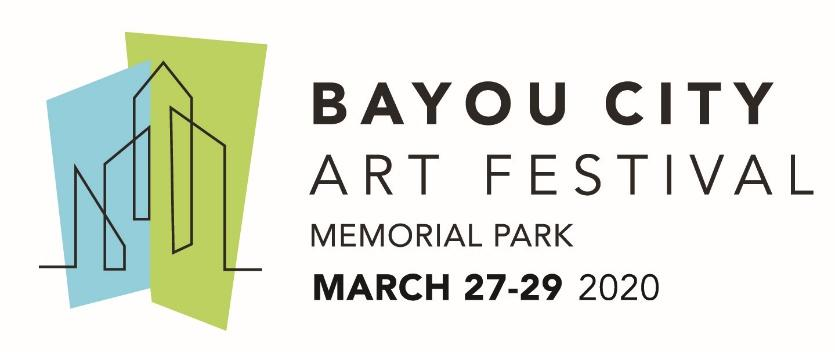 BAYOU CITY
ART FESTIVAL
MEMORIAL PARK
MARCH 27-29 2020